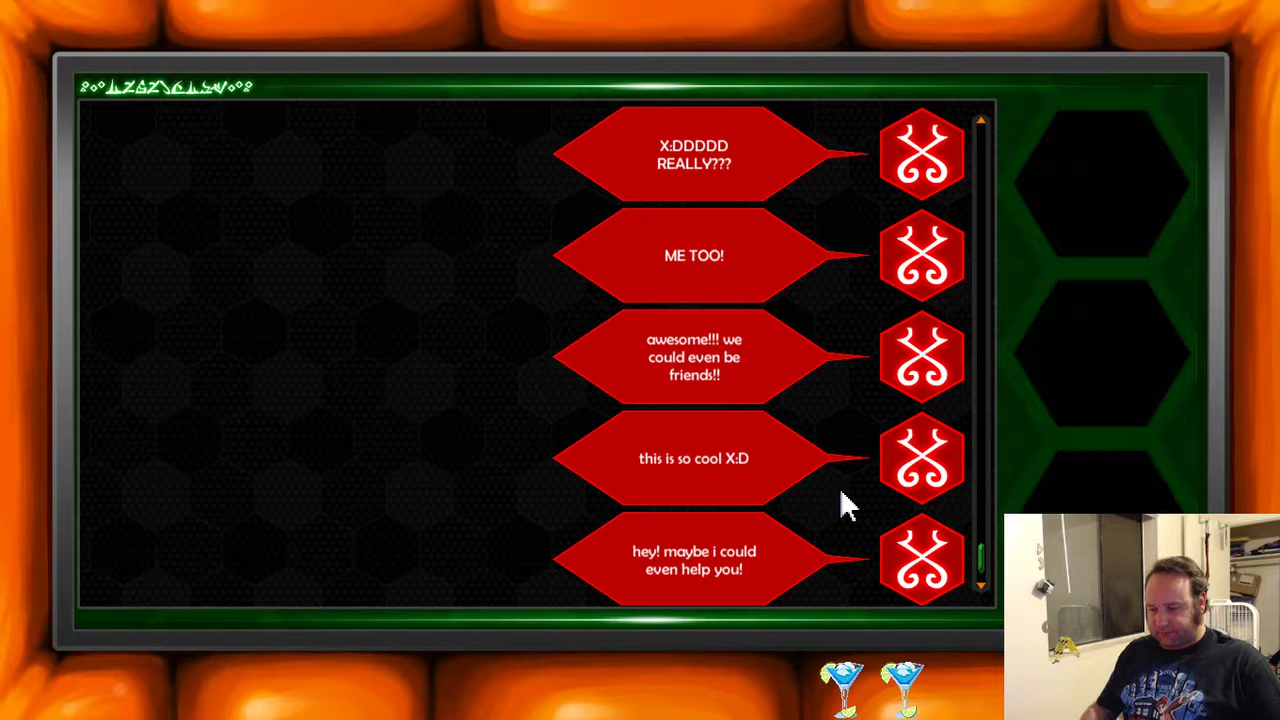 X:DDDDD
REALLY???
ME TOO!
awesome!!! we
could even be
friends!!
this is so cool X:D
hey! maybe i could
even help you!